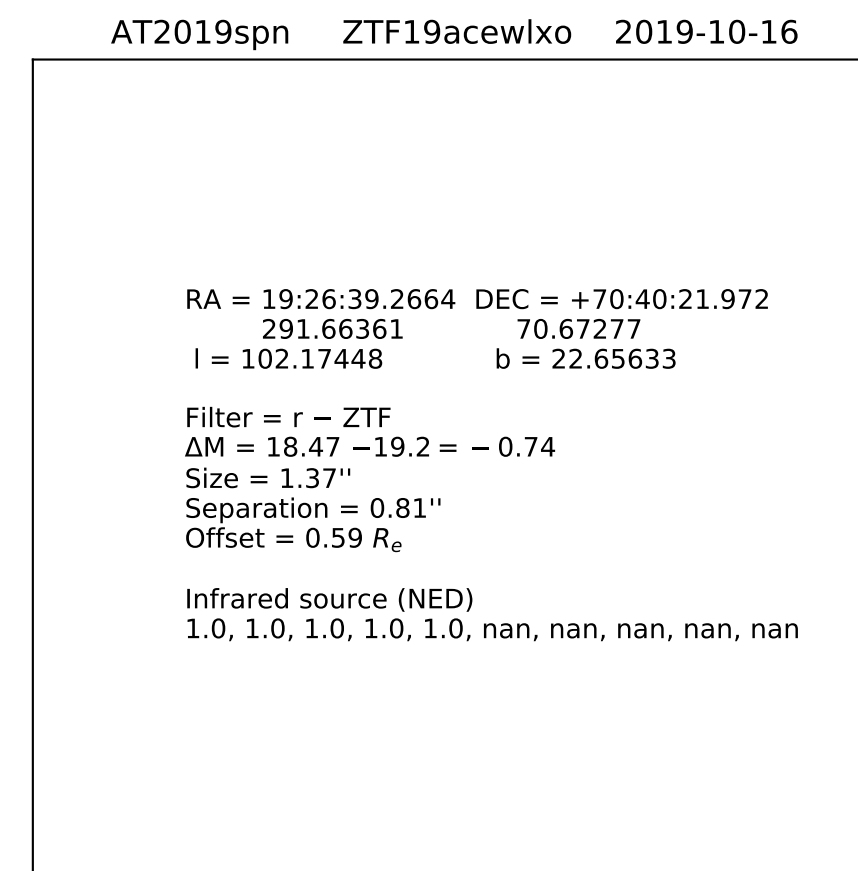 AT2019spn ZTF19acewlxo 2019-10-16
RA = 19:26:39.2664 DEC = +70:40:21.972
291.66361 70.67277
l = 102.17448 b = 22.65633
Filter = r − ZTF
ΔM = 18.47 −19.2 = − 0.74
Size = 1.37''
Separation = 0.81''
Offset = 0.59 Re
Infrared source (NED)
1.0, 1.0, 1.0, 1.0, 1.0, nan, nan, nan, nan, nan